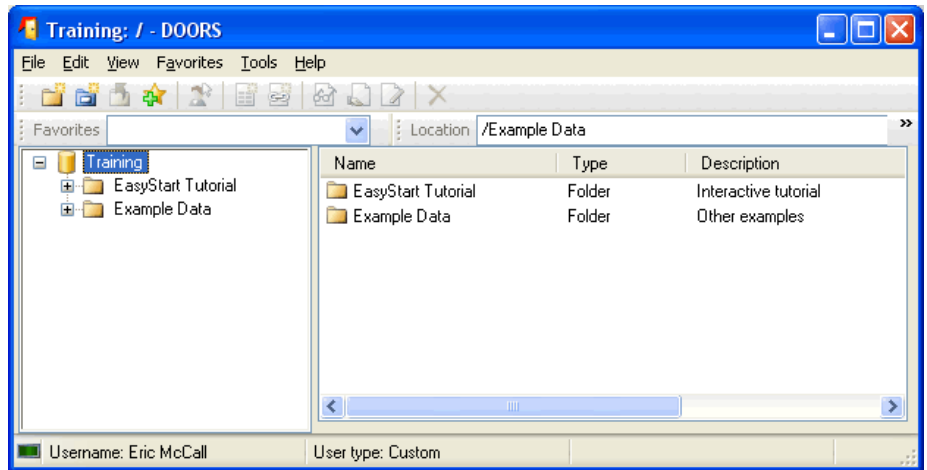 Training: / - DOORS
File Edit View Favorites Tools Help
Favorites Location /Example Data »
Training
EasyStart Tutorial
Example Data
Name Type Description
EasyStart Tutorial Folder Interactive tutorial
Example Data Folder Other examples
Username: Eric McCall User type: Custom